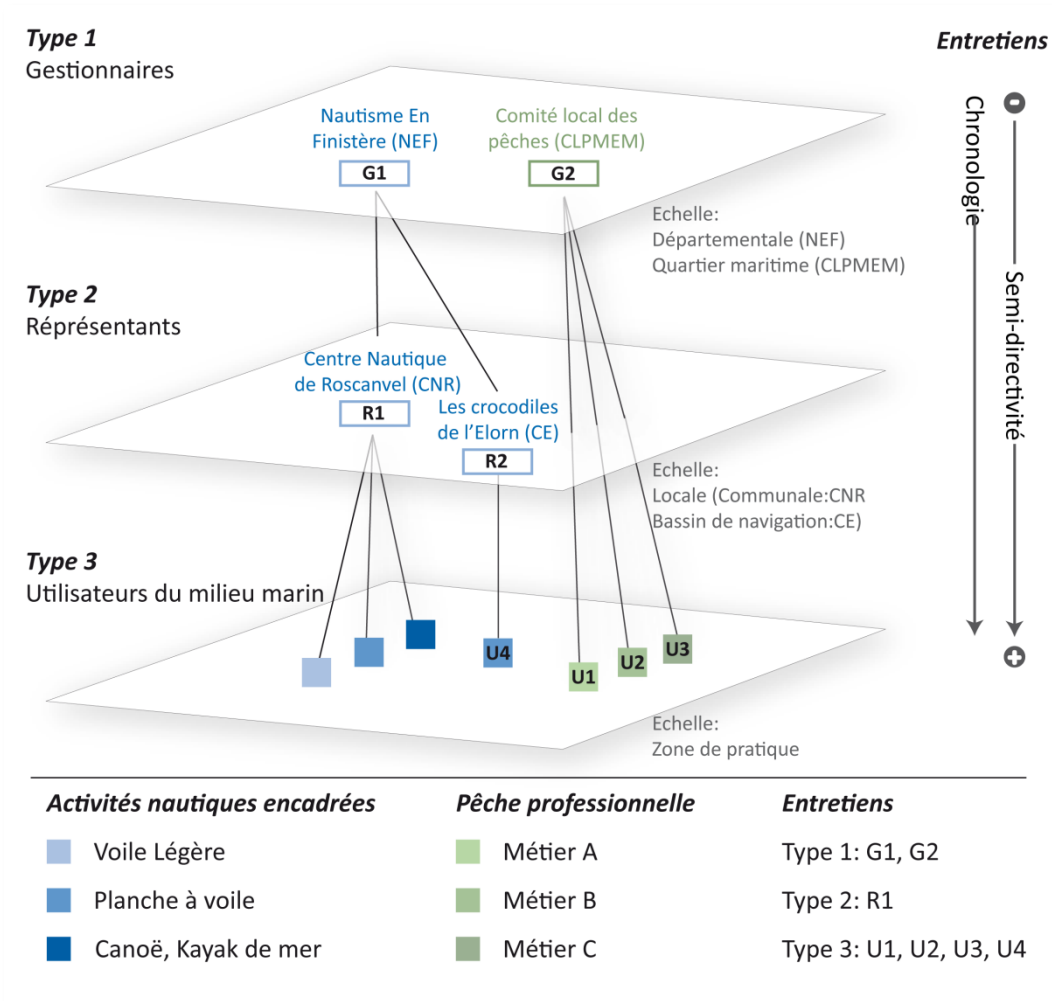 Type 1
Gestionnaires
Entretiens
Nautisme En
Finistère (NEF)
G1
Comité local des
pêches (CLPMEM)
G2
Chronologie
Echelle:
Départementale (NEF)
Quartier maritime (CLPMEM)
Semi-directivité
Type 2
Réprésentants
Centre Nautique
de Roscanvel (CNR)
R1
Les crocodiles
de l'Elorn (CE)
R2
Echelle:
Locale (Communale:CNR
Bassin de navigation:CE)
Type 3
Utilisateurs du milieu marin
U4
U1
U2
U3
Echelle:
Zone de pratique
Activités nautiques encadrées
Voile Légère
Planche à voile
Canoë, Kayak de mer
Pêche professionnelle
Métier A
Métier B
Métier C
Entretiens
Type 1: G1, G2
Type 2: R1
Type 3: U1, U2, U3, U4